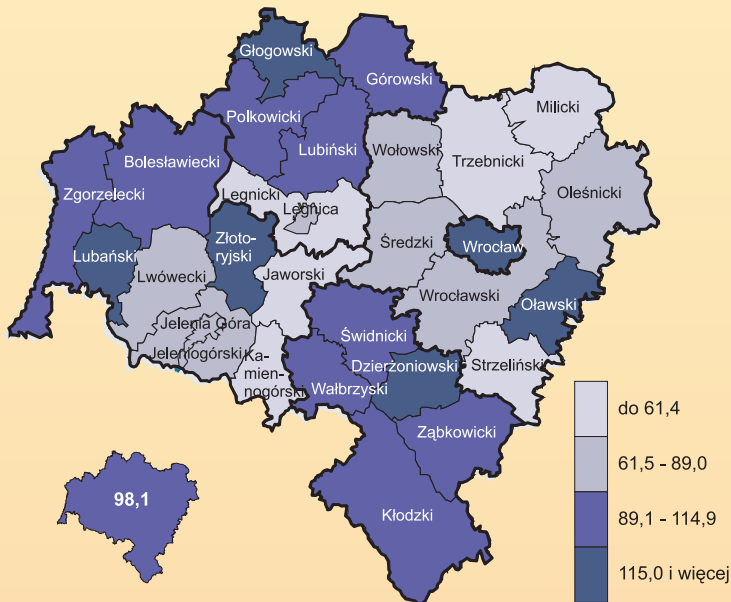 Głogowski
Górowski
Milicki
Polkowicki
Lubiński
Wołowski
Trzebnicki
Bolesławiecki
Zgorzelecki
Oleśnicki
Legnicki
Legnica
Lubański
Złoto-
ryjski
Średzki
Wrocław
Lwówecki
Jaworski
Wrocławski
Oławski
Jelenia Góra
Świdnicki
Jeleniogórski
Ka-
mien-
nogórski
Dzierżoniowski
Strzeliński
Wałbrzyski
Ząbkowicki
Kłodzki
98,1
do 61,4
61,5 - 89,0
89,1 - 114,9
115,0 i więcej